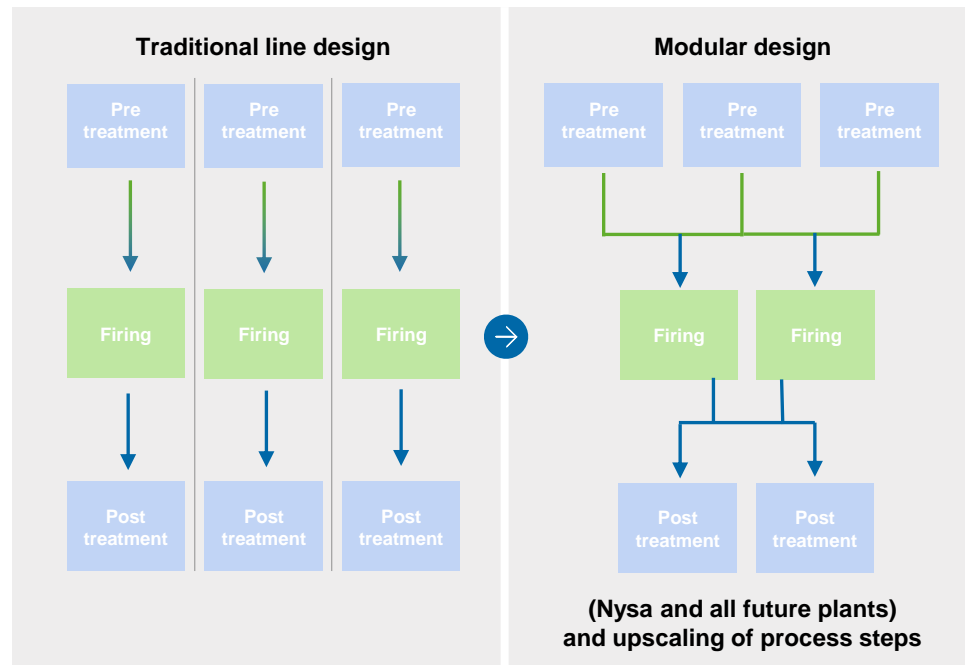 Traditional line design
Pre
treatment
Pre
treatment
Pre
treatment
Firing
Firing
Firing
Post
treatment
Post
treatment
Post
treatment
Modular design
Pre
treatment
Pre
treatment
Pre
treatment
Firing
Firing
Post
treatment
Post
treatment
(Nysa and all future plants)
and upscaling of process steps